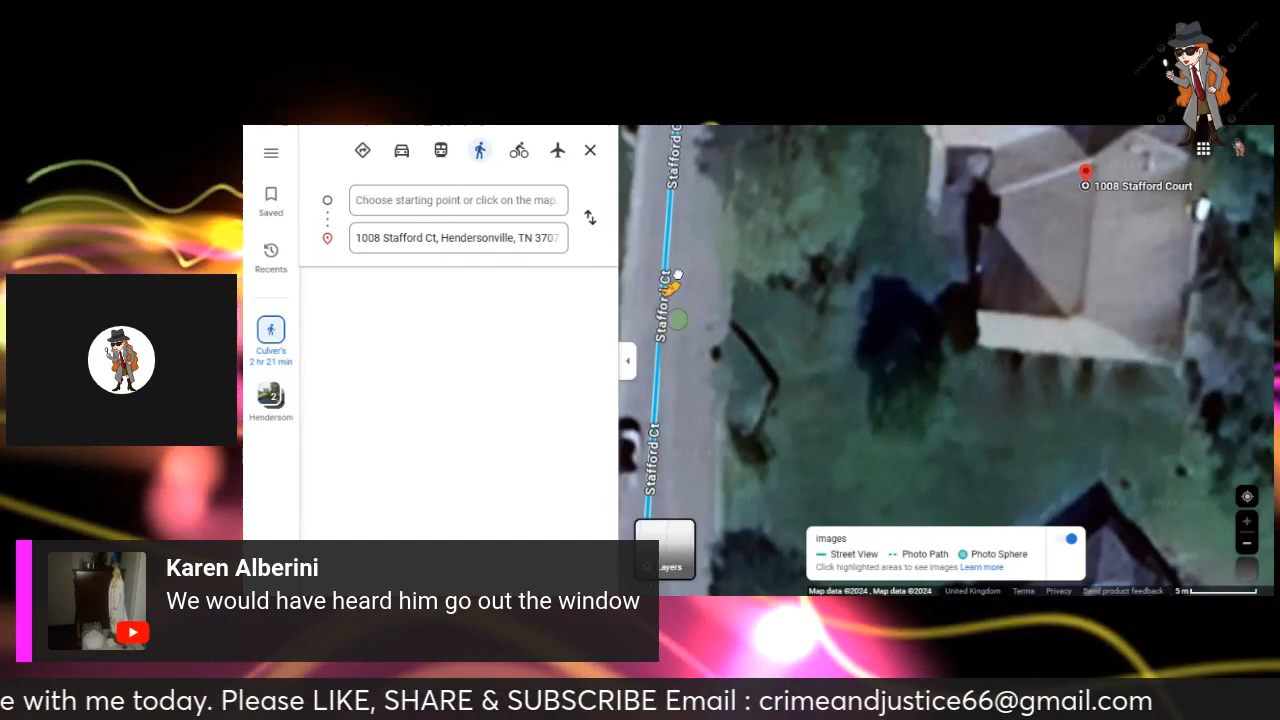 Saved
Recents
Culver's
2 hr 21 min
2
Hendersom
Choose starting point or click on the map.
1008 Stafford Ct, Hendersonville, TN 3707
Stafford C
Stafford Ct
Stafford Ct
1008 Stafford Court
Layers
images
Street View
Photo Path
Photo Sphere
Click highlighted areas to see images Learn more
Map data ©2024 , Map data ©2024 United Kingdom Terms Privacy Send product feedback 5 m
Karen Alberini
We would have heard him go out the window
e with me today. Please LIKE, SHARE & SUBSCRIBE Email : crimeandjustice66@gmail.com